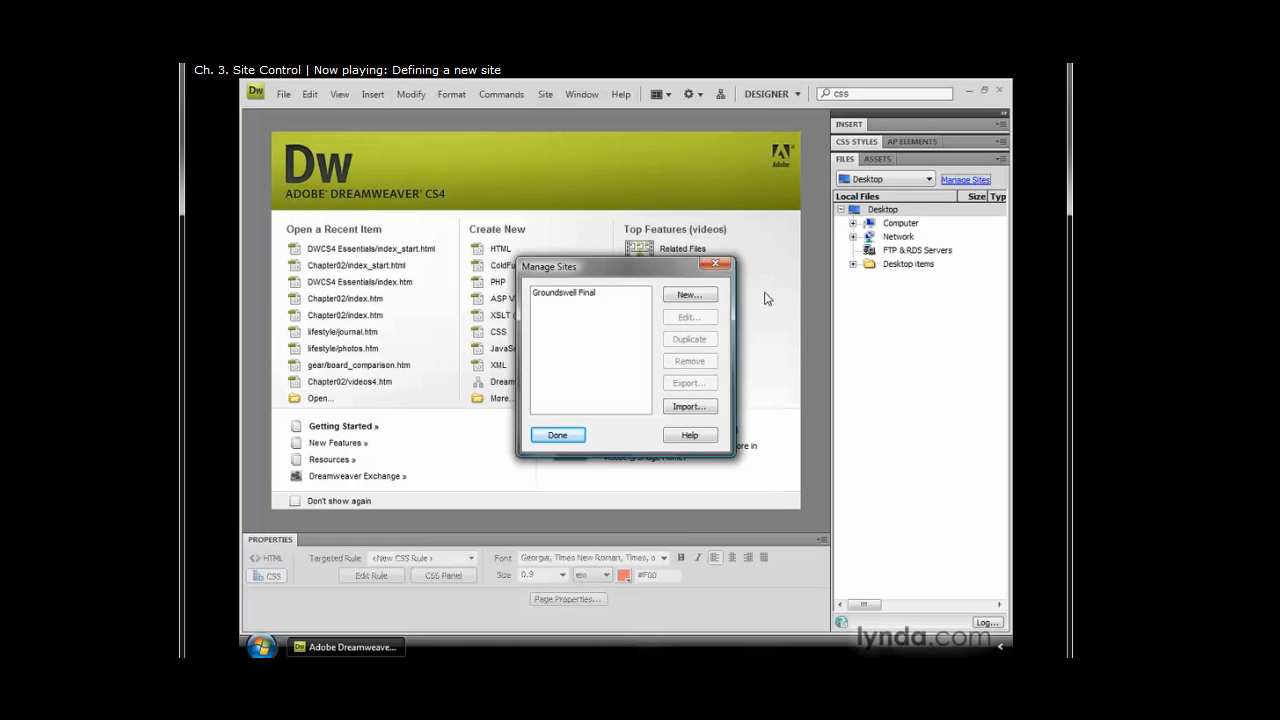 Ch. 3. Site Control | Now playing: Defining a new site
Dw File Edit View Insert Modify Format Commands Site Window Help DESIGNER css
INSERT
CSS STYLES AP ELEMENTS
FILES ASSETS
Desktop Manage Sites
Local Files Size Typ
Desktop
Computer
Network
FTP & RDS Servers
Desktop items
Dw
Adobe
ADOBE® DREAMWEAVER® CS4
Open a Recent Item
DWCS4 Essentials/index_start.html
Chapter02/index_start.html
DWCS4 Essentials/index.htm
Chapter02/index.htm
Chapter02/index.htm
lifestyle/journal.htm
lifestyle/photos.htm
gear/board_comparison.htm
Chapter02/videos4.htm
Open...
Create New
HTML
ColdFu
PHP
ASP V
XSLT (
CSS
JavaSc
XML
Dream
More...
Top Features (videos)
Related Files
Manage Sites
Groundswell Final
New...
Edit...
Duplicate
Remove
Export...
Import...
Done
Help
Getting Started »
New Features »
Resources »
Dreamweaver Exchange »
Don't show again
PROPERTIES
HTML Targeted Rule <New CSS Rule> Font Georgia, Times New Roman, Times, s B I
CSS Edit Rule CSS Panel Size 0.9 em #F00
Page Properties...
Log...
Adobe Dreamweave...
lynda.com